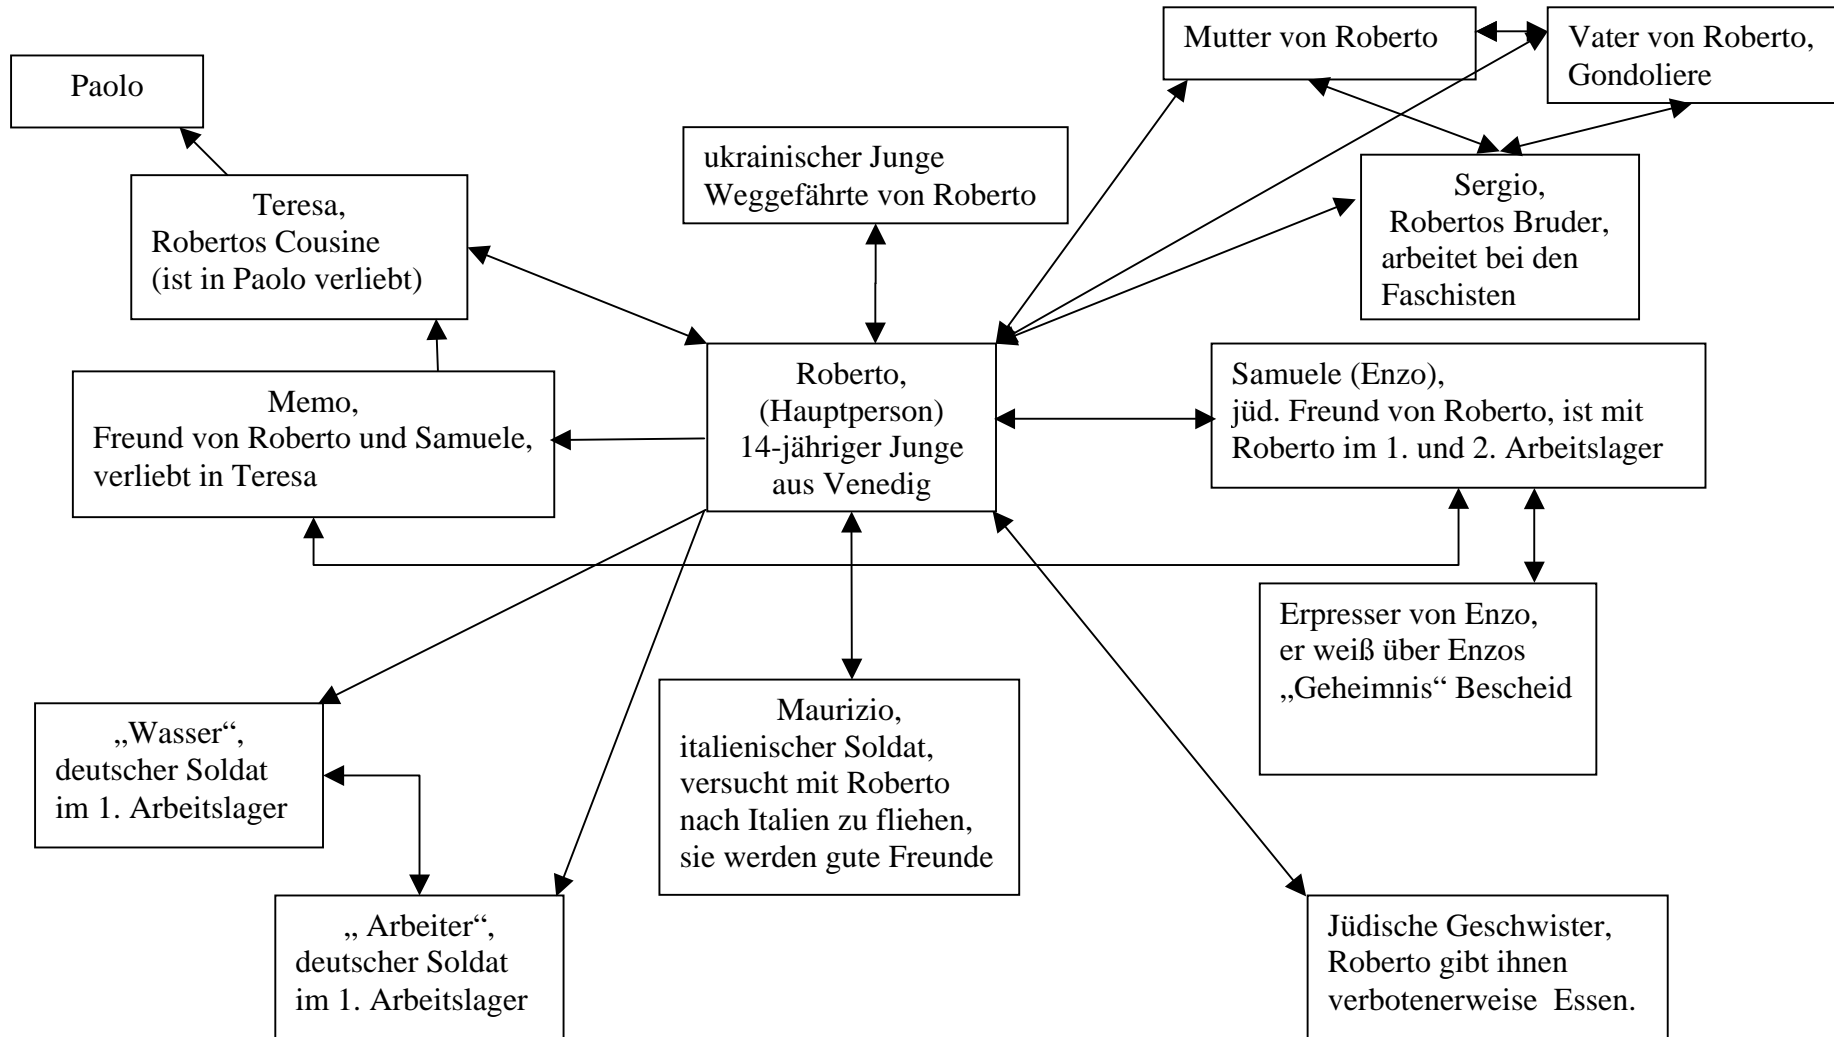 Mutter von Roberto
Vater von Roberto,
Gondoliere
Paolo
ukrainischer Junge
Weggefährte von Roberto
Teresa,
Robertos Cousine
(ist in Paolo verliebt)
Sergio,
Robertos Bruder,
arbeitet bei den
Faschisten
Memo,
Freund von Roberto und Samuele,
verliebt in Teresa
Roberto,
(Hauptperson)
14-jähriger Junge
aus Venedig
Samuele (Enzo),
jüd. Freund von Roberto, ist mit
Roberto im 1. und 2. Arbeitslager
Erpresser von Enzo,
er weiß über Enzos
„Geheimnis“ Bescheid
„Wasser“,
deutscher Soldat
im 1. Arbeitslager
Maurizio,
italienischer Soldat,
versucht mit Roberto
nach Italien zu fliehen,
sie werden gute Freunde
„ Arbeiter“,
deutscher Soldat
im 1. Arbeitslager
Jüdische Geschwister,
Roberto gibt ihnen
verbotenerweise Essen.